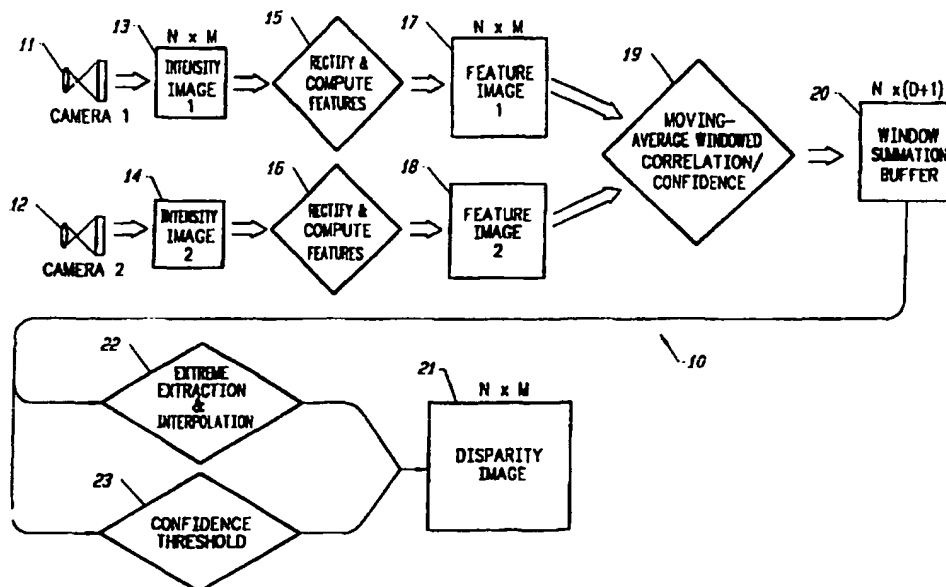 11
CAMERA 1
13
N x M
INTENSITY
IMAGE
1
15
RECTIFY &
COMPUTE
FEATURES
17
N x M
FEATURE
IMAGE
1
19
MOVING-
AVERAGE WINDOWED
CORRELATION/
CONFIDENCE
20
N x (D+1)
WINDOW
SUMMATION
BUFFER
12
CAMERA 2
14
INTENSITY
IMAGE
2
16
RECTIFY &
COMPUTE
FEATURES
18
FEATURE
IMAGE
2
10
22
EXTREME
EXTRACTION
&
INTERPOLATION
21
N x M
DISPARITY
IMAGE
23
CONFIDENCE
THRESHOLD